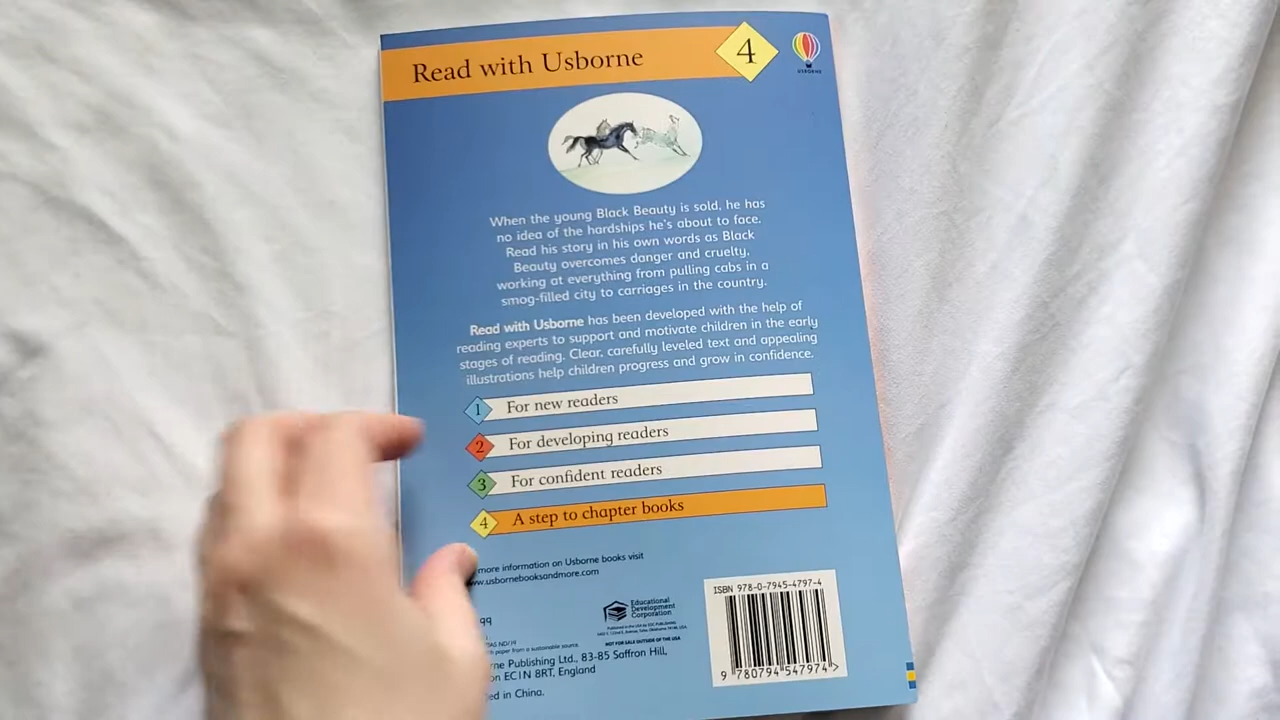 Read with Usborne
4
USBORNE
When the young Black Beauty is sold, he has
no idea of the hardships he's about to face.
Read his story in his own words as Black
Beauty overcomes danger and cruelty,
working at everything from pulling cabs in a
smog-filled city to carriages in the country.
Read with Usborne has been developed with the help of
reading experts to support and motivate children in the early
stages of reading. Clear, carefully leveled text and appealing
illustrations help children progress and grow in confidence.
1 For new readers
2 For developing readers
3 For confident readers
4 A step to chapter books
more information on Usborne books visit
www.usbornebooksandmore.com
Educational
Development
Corporation
NOT FOR SALE OUTSIDE OF THE USA
paper from a sustainable source.
Publishing Ltd., 83-85 Saffron Hill,
EC1N 8RT, England
in China.
ISBN 978-0-7945-4797-4
9 780794 547974 >